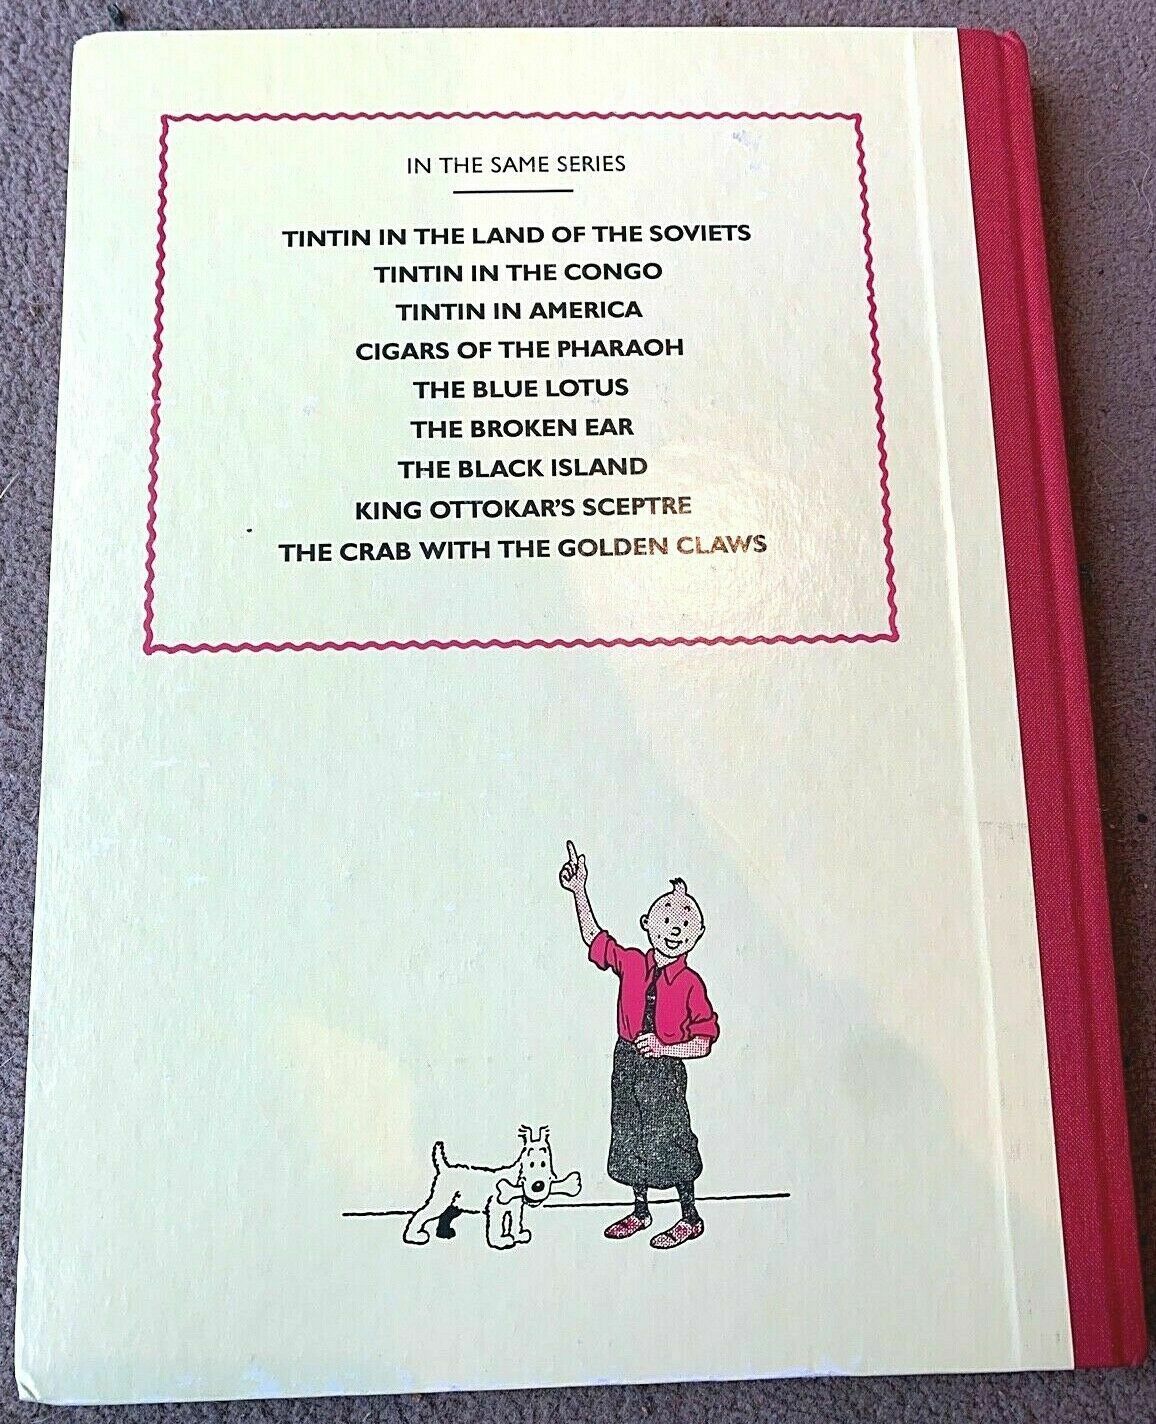 IN THE SAME SERIES
TINTIN IN THE LAND OF THE SOVIETS
TINTIN IN THE CONGO
TINTIN IN AMERICA
CIGARS OF THE PHARAOH
THE BLUE LOTUS
THE BROKEN EAR
THE BLACK ISLAND
KING OTTOKAR'S SCEPTRE
THE CRAB WITH THE GOLDEN CLAWS